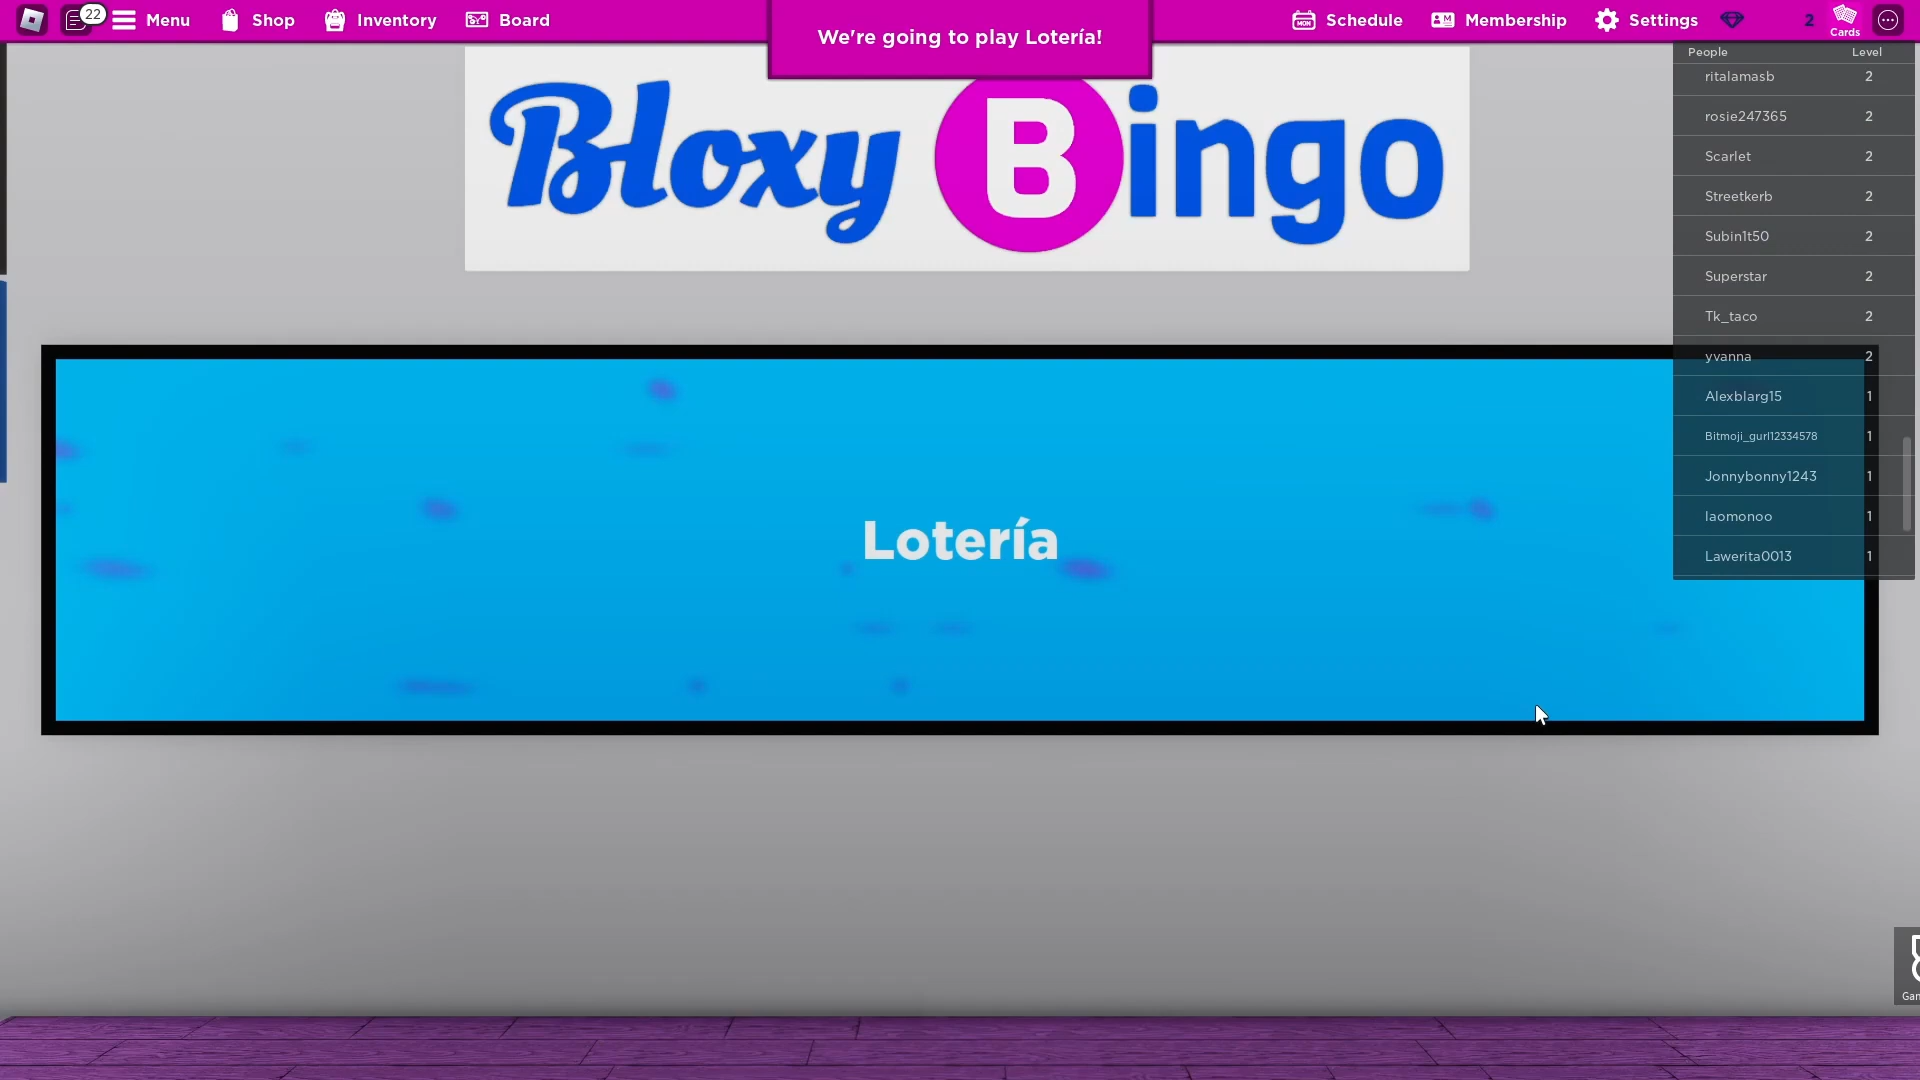 22
Menu
Shop
Inventory
Board
We're going to play Lotería!
Schedule
Membership
Settings
2
Cards
Bloxy Bingo
People Level
ritalamasb 2
rosie247365 2
Scarlet 2
Streetkerb 2
Subin1t50 2
Superstar 2
Tk_taco 2
yvanna 2
Alexblarg15 1
Bitmoji_gurl12334578 1
Jonnybonny1243 1
laomonoo 1
Lawerita0013 1
Lotería